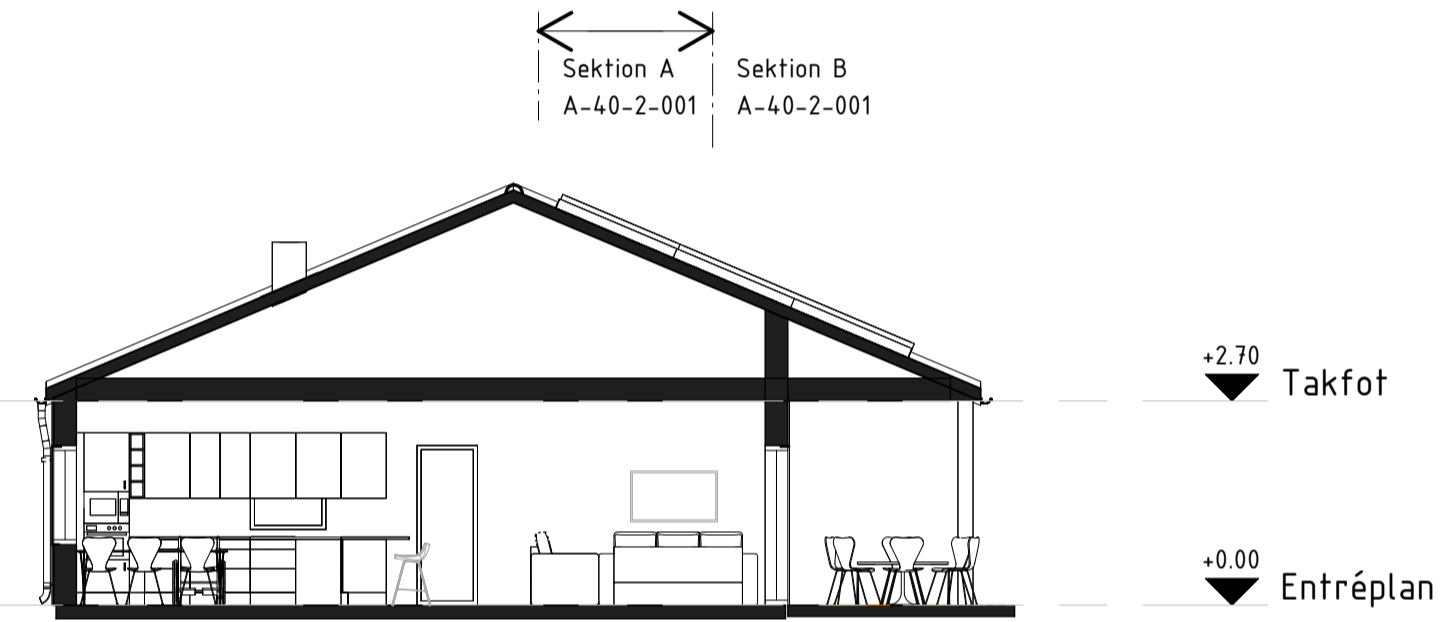 Sektion A
A-40-2-001
Sektion B
A-40-2-001
+2.70
Takfot
+0.00
Entréplan